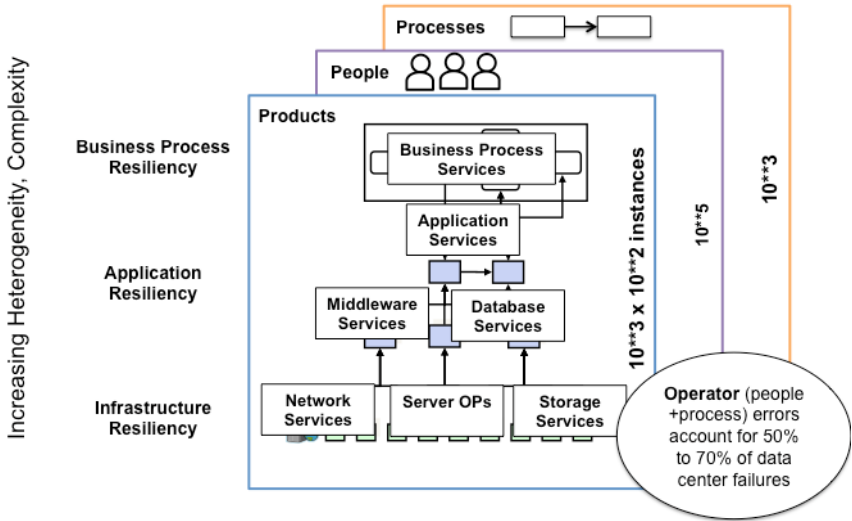 Processes
People
Products
Increasing Heterogeneity, Complexity
Business Process
Resiliency
Business Process
Services
Application
Services
Application
Resiliency
Middleware
Services
Database
Services
Infrastructure
Resiliency
Network
Services
Server OPs
Storage
Services
10**3 x 10**2 instances
10**5
10**3
Operator (people
+process) errors
account for 50%
to 70% of data
center failures